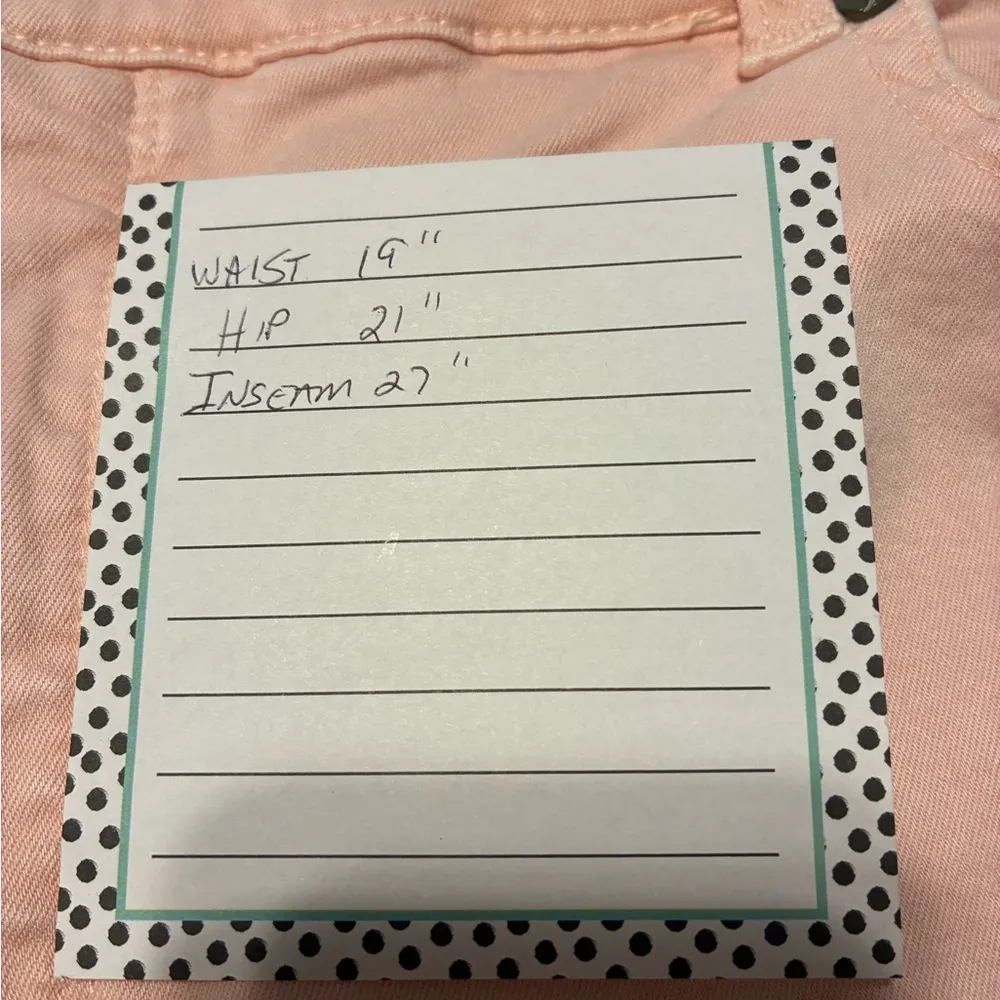 WAIST 19"
HIP 21"
INSEAM 27"